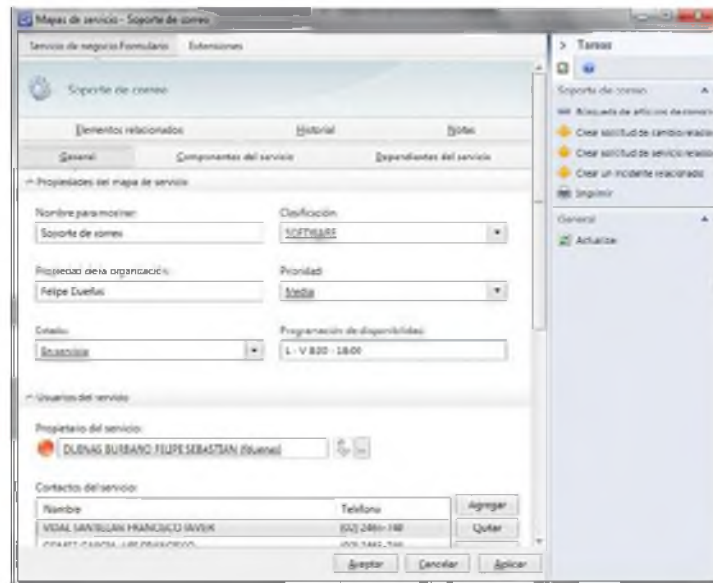 Mapas de servicio - Soporte de correo
Servicio de negocio Formulario Extensiones
Soporte de correo
Elementos relacionados Historial Notas
General Componentes del servicio Dependientes del servicio
Propiedades del mapa de servicio
Nombre para mostrar: Clasificación:
Soporte de correo SOFTWARE
Propiedad de la organización: Prioridad:
Felipe Dueñas Media
Estado: Programación de disponibilidad:
En servicio L - V 8:00 - 18:00
Usuarios del servicio
Propietario del servicio:
DUENAS BURBANO FELIPE SEBASTIAN
Contactos del servicio:
Nombre Teléfono Agregar
VIDAL SANTILLAN FRANCISCO JAVIER Quitar
Aceptar Cancelar Aplicar
Tareas
Soporte de correo
Búsqueda de artículos de
Crear solicitud de cambio
Crear solicitud de servicio
Crear un incidente relacionado
Imprimir
General
Actualizar